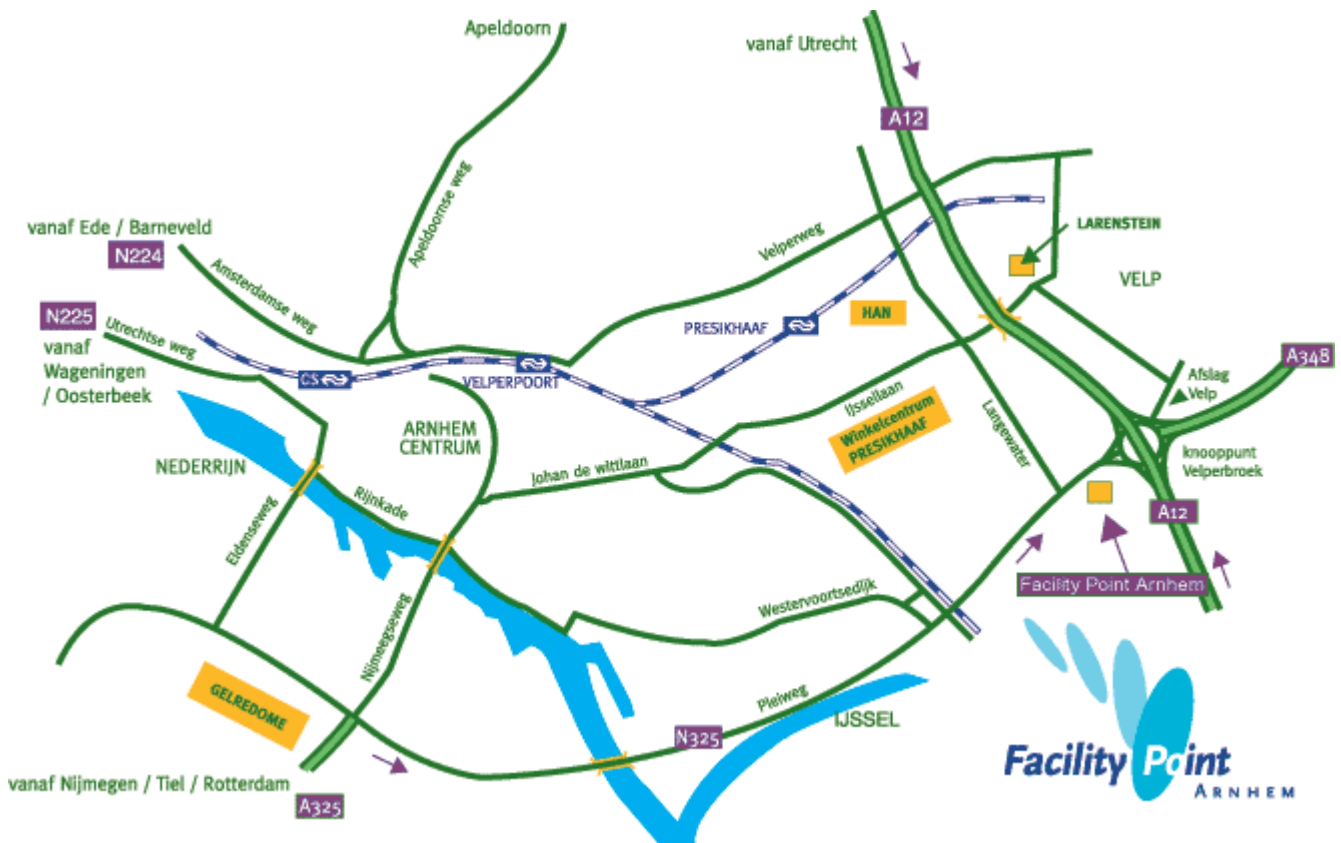 Apeldoorn
vanaf Utrecht
A12
Apeldoornse weg
vanaf Ede / Barneveld
N224
Amsterdamse weg
Velperweg
LARENSTEIN
VELP
N225
Utrechtse weg
vanaf
Wageningen
/ Oosterbeek
CS
VELPERPOORT
PRESIKHAAF
HAN
A348
Afslag
Velp
IJssellaan
Winkelcentrum
PRESIKHAAF
Langewater
ARNHEM
CENTRUM
NEDERRIJN
Johan de wittlaan
knooppunt
Velperbroek
Rijnkade
A12
Eldenseweg
Facility Point Arnhem
Westervoortsedijk
Nijmeegseweg
GELREDOME
Pleiweg
IJSSEL
N325
vanaf Nijmegen / Tiel / Rotterdam
A325
Facility Point
ARNHEM